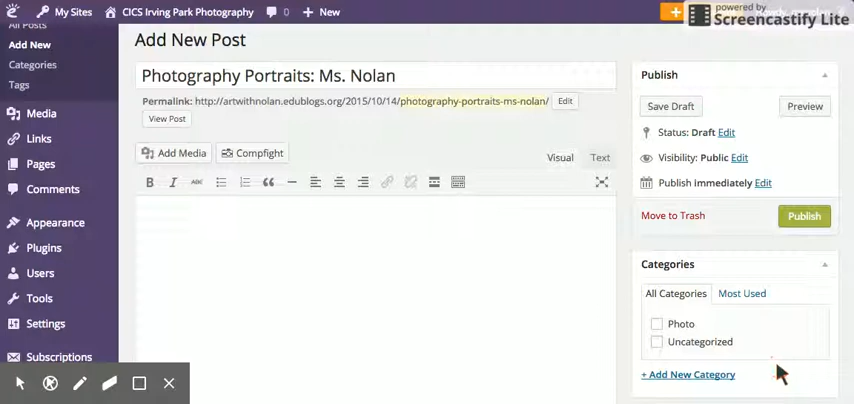 My Sites CICS Irving Park Photography 0 + New
powered by
Screencastify Lite
All Posts
Add New
Categories
Tags
Media
Links
Pages
Comments
Appearance
Plugins
Users
Tools
Settings
Subscriptions
Add New Post
Photography Portraits: Ms. Nolan
Permalink: http://artwithnolan.edublogs.org/2015/10/14/photography-portraits-ms-nolan/ Edit
View Post
Add Media Compfight Visual Text
B I ABC
Publish
Save Draft Preview
Status: Draft Edit
Visibility: Public Edit
Publish immediately Edit
Move to Trash Publish
Categories
All Categories Most Used
Photo
Uncategorized
+ Add New Category